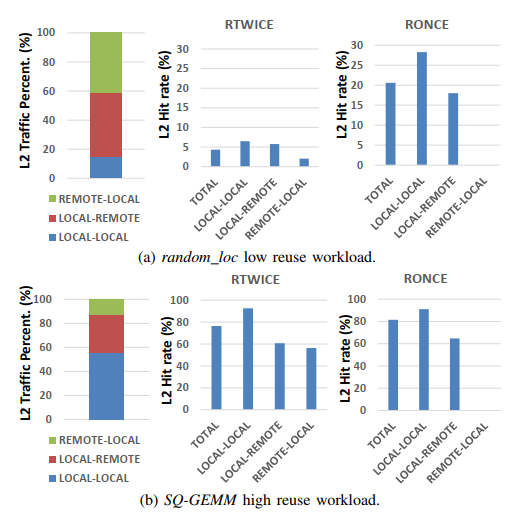 L2 Traffic Percent. (%)
100
80
60
40
20
0
REMOTE-LOCAL
LOCAL-REMOTE
LOCAL-LOCAL
RTWICE
L2 Hit rate (%)
30
25
20
15
10
5
0
TOTAL
LOCAL-LOCAL
LOCAL-REMOTE
REMOTE-LOCAL
RONCE
L2 Hit rate (%)
30
25
20
15
10
5
0
TOTAL
LOCAL-LOCAL
LOCAL-REMOTE
REMOTE-LOCAL
(a) random_loc low reuse workload.
L2 Traffic Percent. (%)
100
80
60
40
20
0
REMOTE-LOCAL
LOCAL-REMOTE
LOCAL-LOCAL
RTWICE
L2 Hit rate (%)
100
80
60
40
20
0
TOTAL
LOCAL-LOCAL
LOCAL-REMOTE
REMOTE-LOCAL
RONCE
L2 Hit rate (%)
100
80
60
40
20
0
TOTAL
LOCAL-LOCAL
LOCAL-REMOTE
REMOTE-LOCAL
(b) SQ-GEMM high reuse workload.